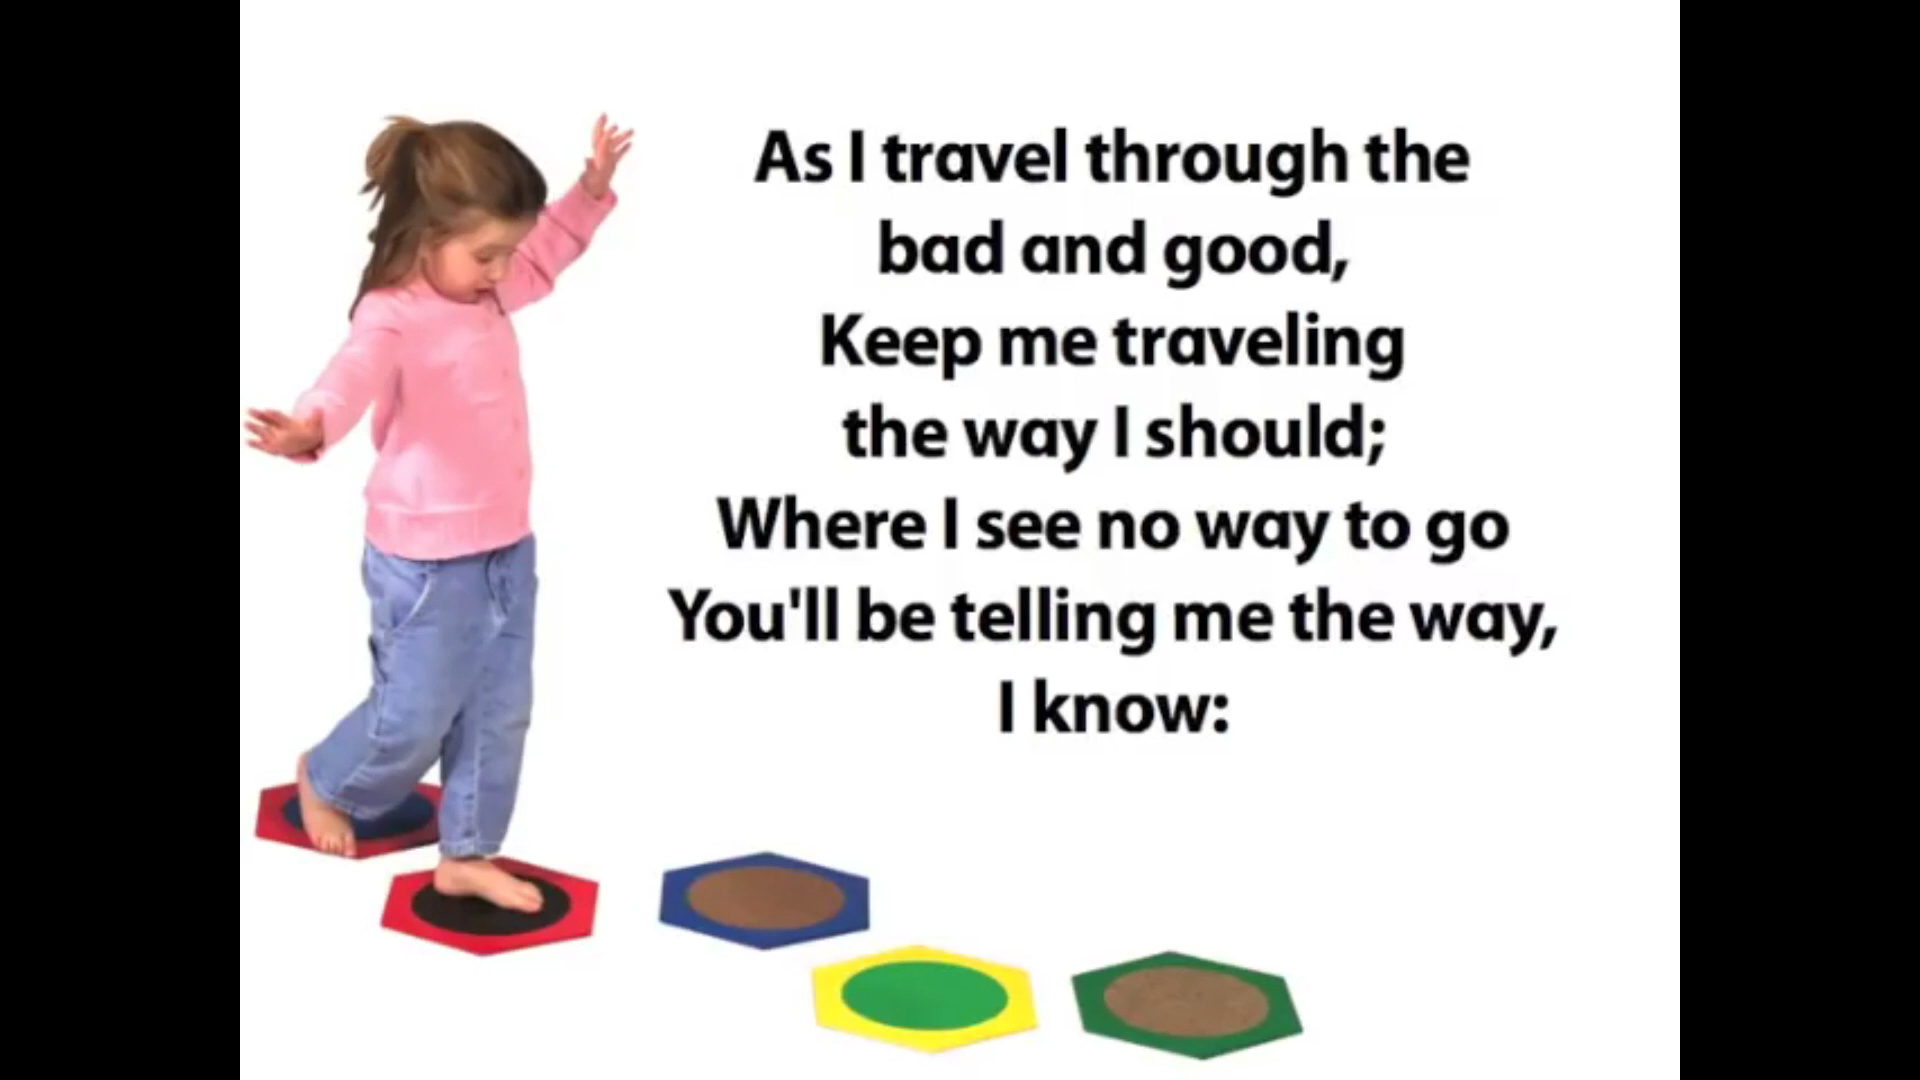 As I travel through the
bad and good,
Keep me traveling
the way I should;
Where I see no way to go
You'll be telling me the way,
I know: